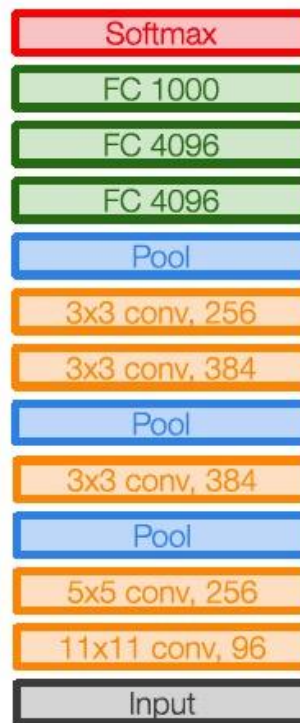 Softmax
FC 1000
FC 4096
FC 4096
Pool
3x3 conv, 256
3x3 conv, 384
Pool
3x3 conv, 384
Pool
5x5 conv, 256
11x11 conv, 96
Input